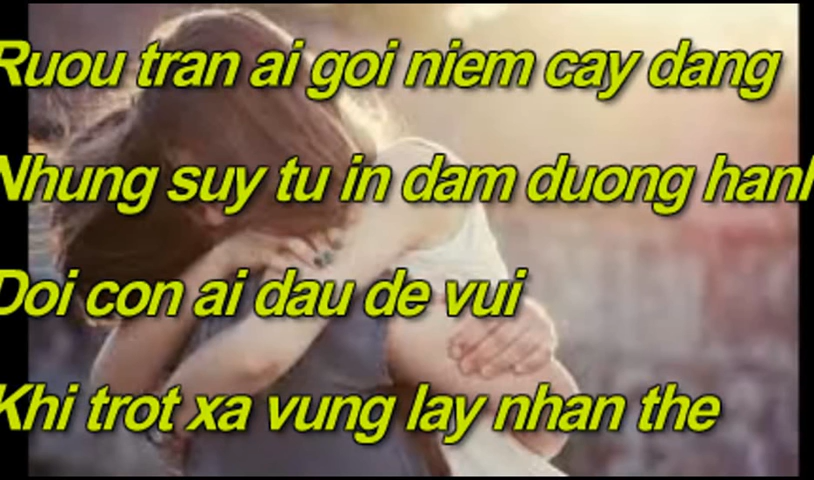 Ruou tran ai goi niem cay dang
Nhung suy tu in dam duong hanh
Doi con ai dau de vui
Khi trot xa vung lay nhan the